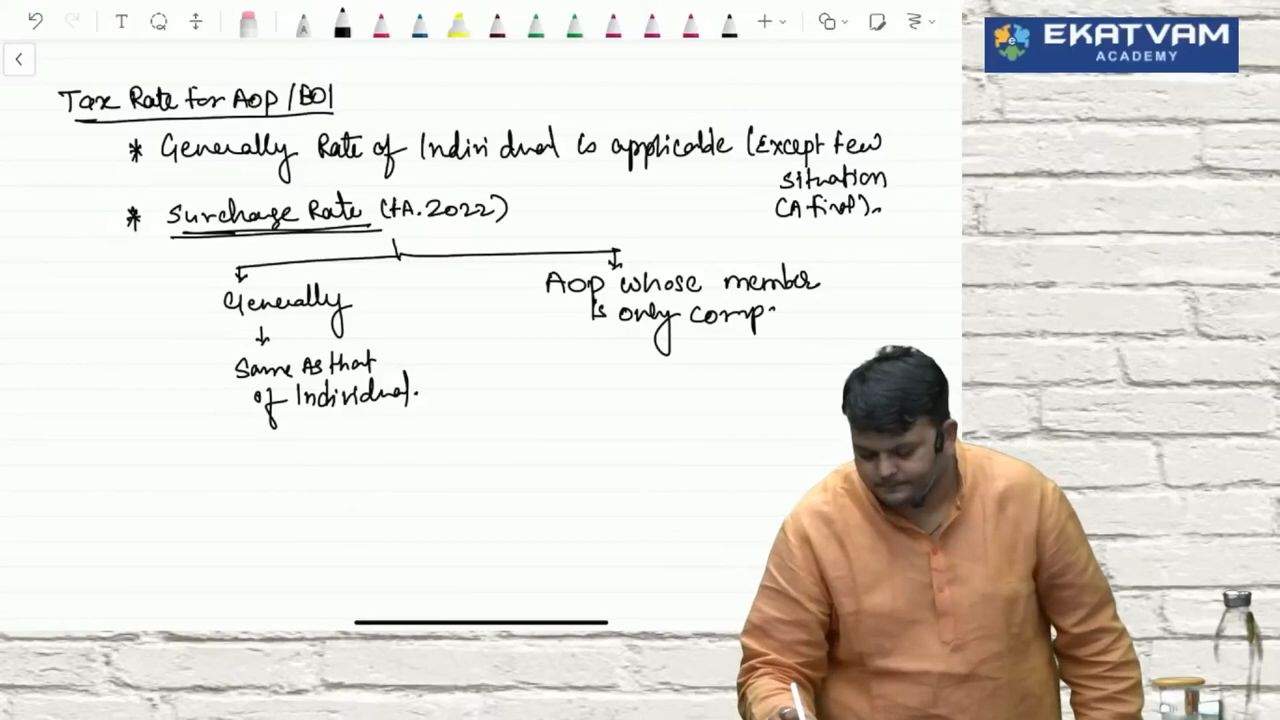 EKATVAM
ACADEMY
Tax Rate for AOP/BOI
* Generally Rate of Individual is applicable (Except few
situation
CA final).
* Surcharge Rate (FA.2022)
Generally
AOP whose member
is only comp
Same As that
of Individual.